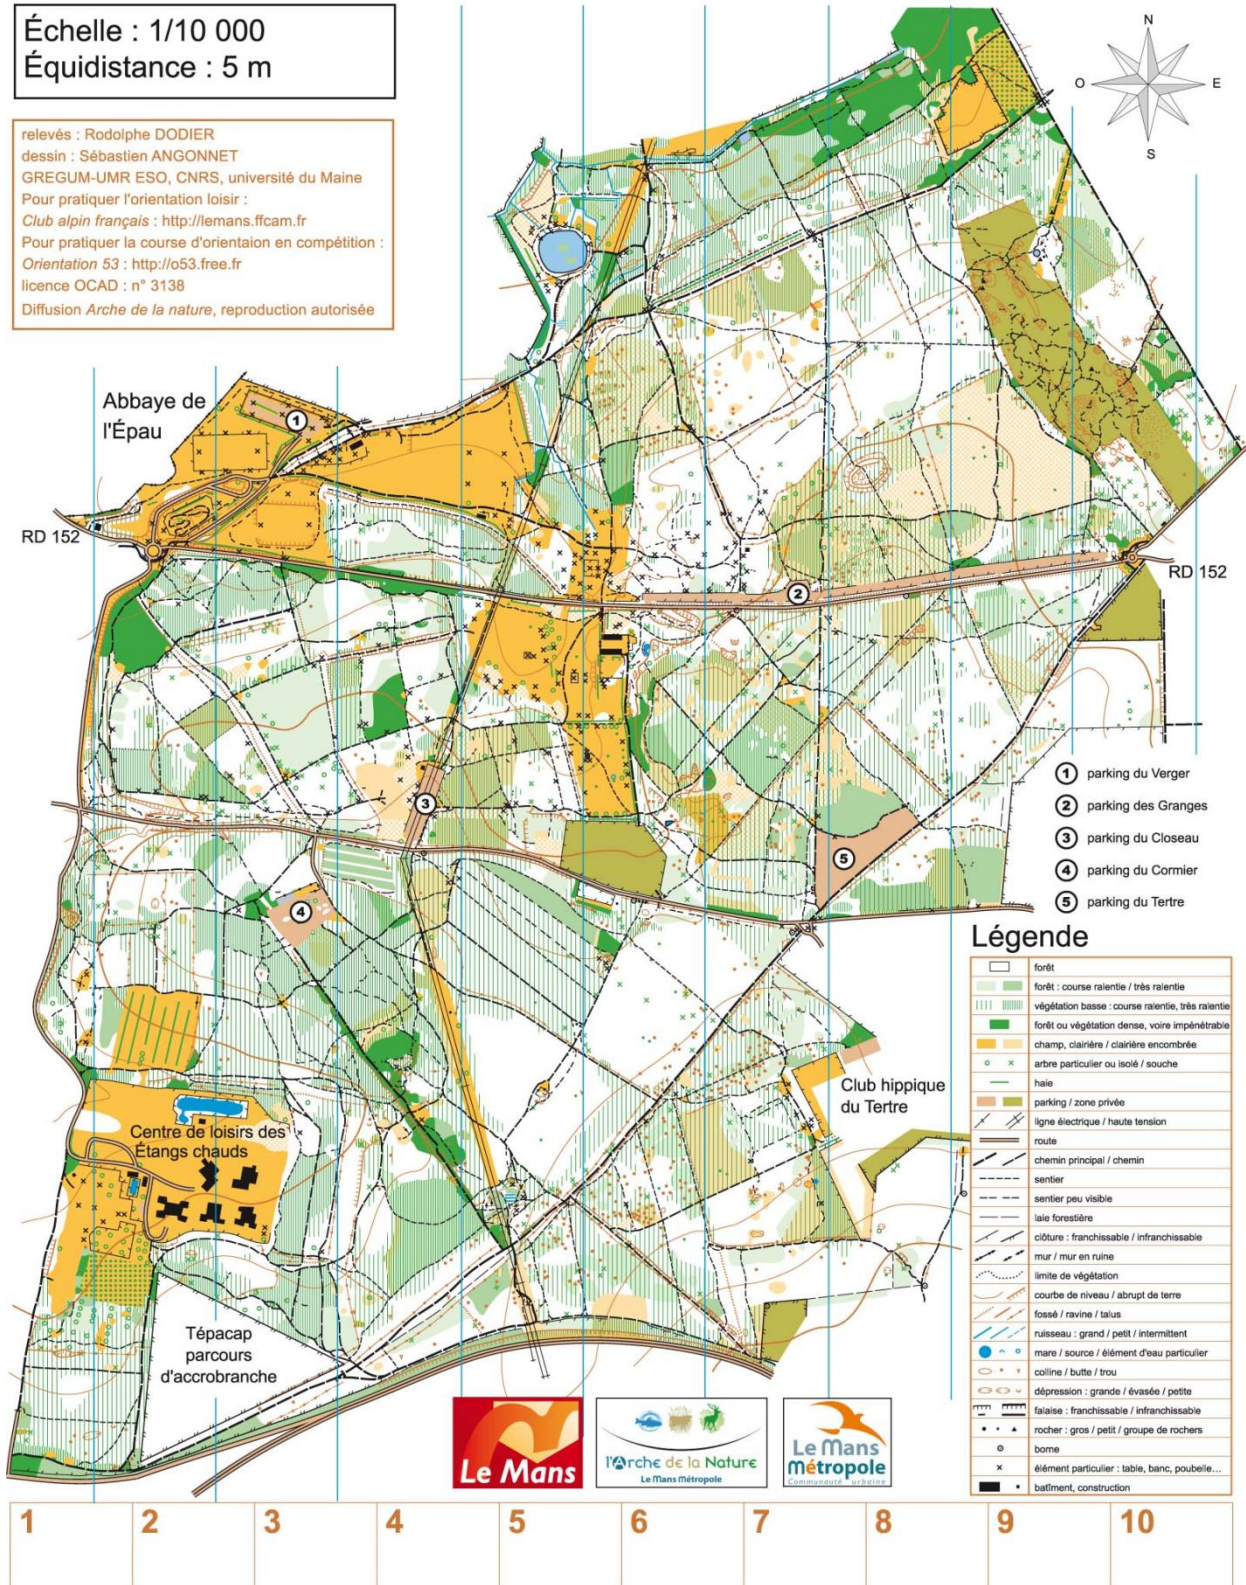 Échelle : 1/10 000
Équidistance : 5 m
N
O
E
S
relevés : Rodolphe DODIER
dessin : Sébastien ANGONNET
GREGUM-UMR ESO, CNRS, université du Maine
Pour pratiquer l'orientation loisir :
Club alpin français : http://lemans.ffcam.fr
Pour pratiquer la course d'orientaion en compétition :
Orientation 53 : http://o53.free.fr
licence OCAD : n° 3138
Diffusion Arche de la nature, reproduction autorisée
Abbaye de
l'Épau
1
RD 152
RD 152
2
3
4
5
1 parking du Verger
2 parking des Granges
3 parking du Closeau
4 parking du Cormier
5 parking du Tertre
Club hippique
du Tertre
Centre de loisirs des
Étangs chauds
Tépacap
parcours
d'accrobranche
Légende
forêt
forêt : course ralentie / très ralentie
végétation basse : course ralentie, très ralentie
forêt ou végétation dense, voire impénétrable
champ, clairière / clairière encombrée
arbre particulier ou isolé / souche
haie
parking / zone privée
ligne électrique / haute tension
route
chemin principal / chemin
sentier
sentier peu visible
laie forestière
clôture : franchissable / infranchissable
mur / mur en ruine
limite de végétation
courbe de niveau / abrupt de terre
fossé / ravine / talus
ruisseau : grand / petit / intermittent
mare / source / élément d'eau particulier
colline / butte / trou
dépression : grande / évasée / petite
falaise : franchissable / infranchissable
rocher : gros / petit / groupe de rochers
borne
élément particulier : table, banc, poubelle...
batîment, construction
Le Mans
l'Arche de la Nature
Le Mans Métropole
Le Mans
Métropole
Communauté urbaine
1 2 3 4 5 6 7 8 9 10